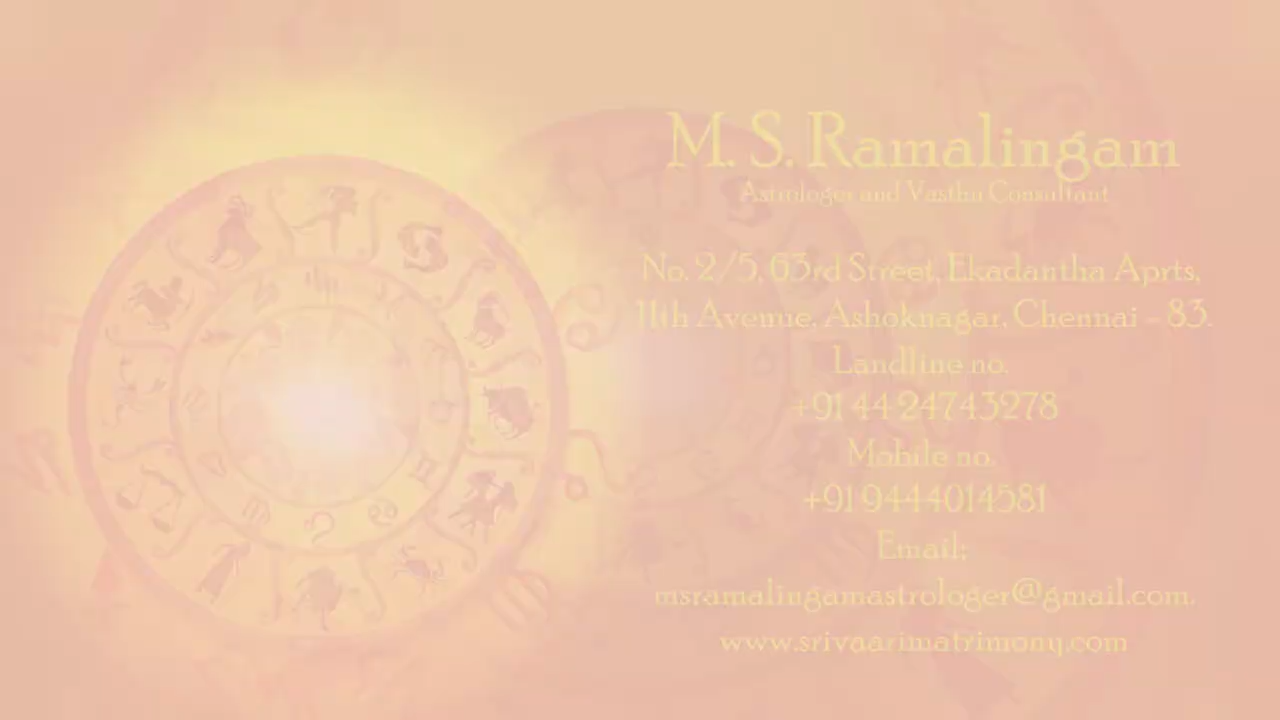 M. S. Ramalingam
Astrologer and Vasthu Consultant
No. 2/5, 63rd Street, Ekadantha Aprts,
11th Avenue, Ashoknagar, Chennai - 83.
Landline no.
+91 44 24743278
Mobile no.
+91 9444014581
Email:
msramalingamastrologer@gmail.com.
www.srivaarimatrimony.com